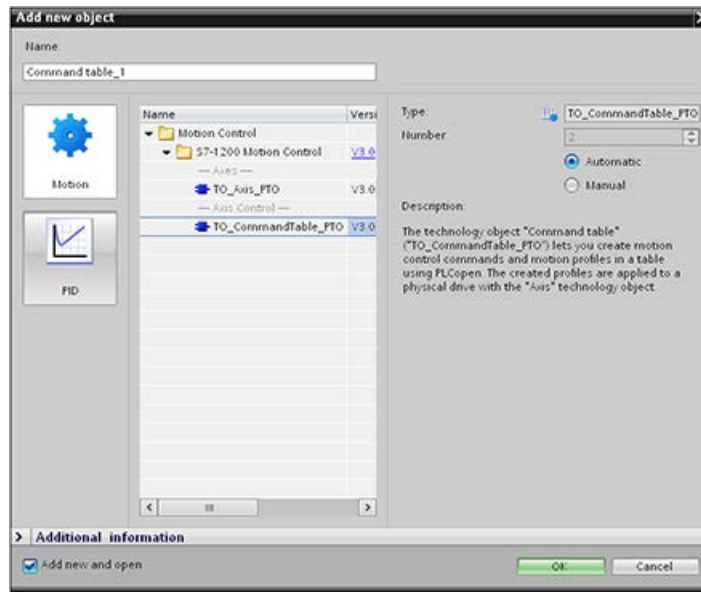 Add new object
Name:
Command table_1
Motion
PID
Name
Versi
Motion Control
S7-1200 Motion Control
V3.0
— Axes —
TO_Axis_PTO
V3.0
— Axis Control —
TO_CommandTable_PTO
V3.0
Type:
TO_CommandTable_PTO
Number:
2
Automatic
Manual
Description:
The technology object "Command table"
("TO_CommandTable_PTO") lets you create motion
control commands and motion profiles in a table
using PLCopen. The created profiles are applied to a
physical drive with the "Axis" technology object
Additional information
Add new and open
OK
Cancel